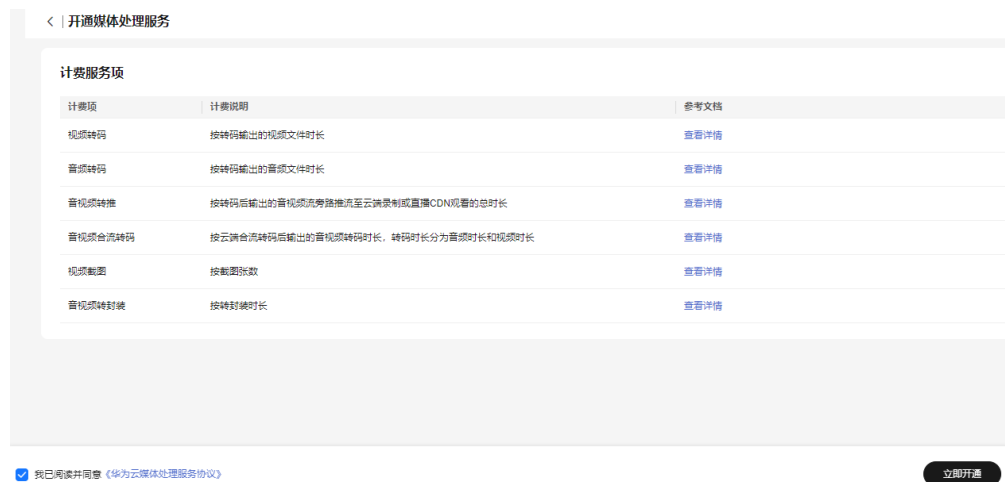 < | 开通媒体处理服务
计费服务项
计费项 计费说明 参考文档
视频转码 按转码输出的视频文件时长 查看详情
音频转码 按转码输出的音频文件时长 查看详情
音视频转推 按转码后输出的音视频流旁路推流至云端录制或直播CDN观看的总时长 查看详情
音视频合流转码 按云端合流转码后输出的音视频转码时长，转码时长分为音频时长和视频时长 查看详情
视频截图 按截图张数 查看详情
音视频转封装 按转封装时长 查看详情
我已阅读并同意《华为云媒体处理服务协议》 立即开通